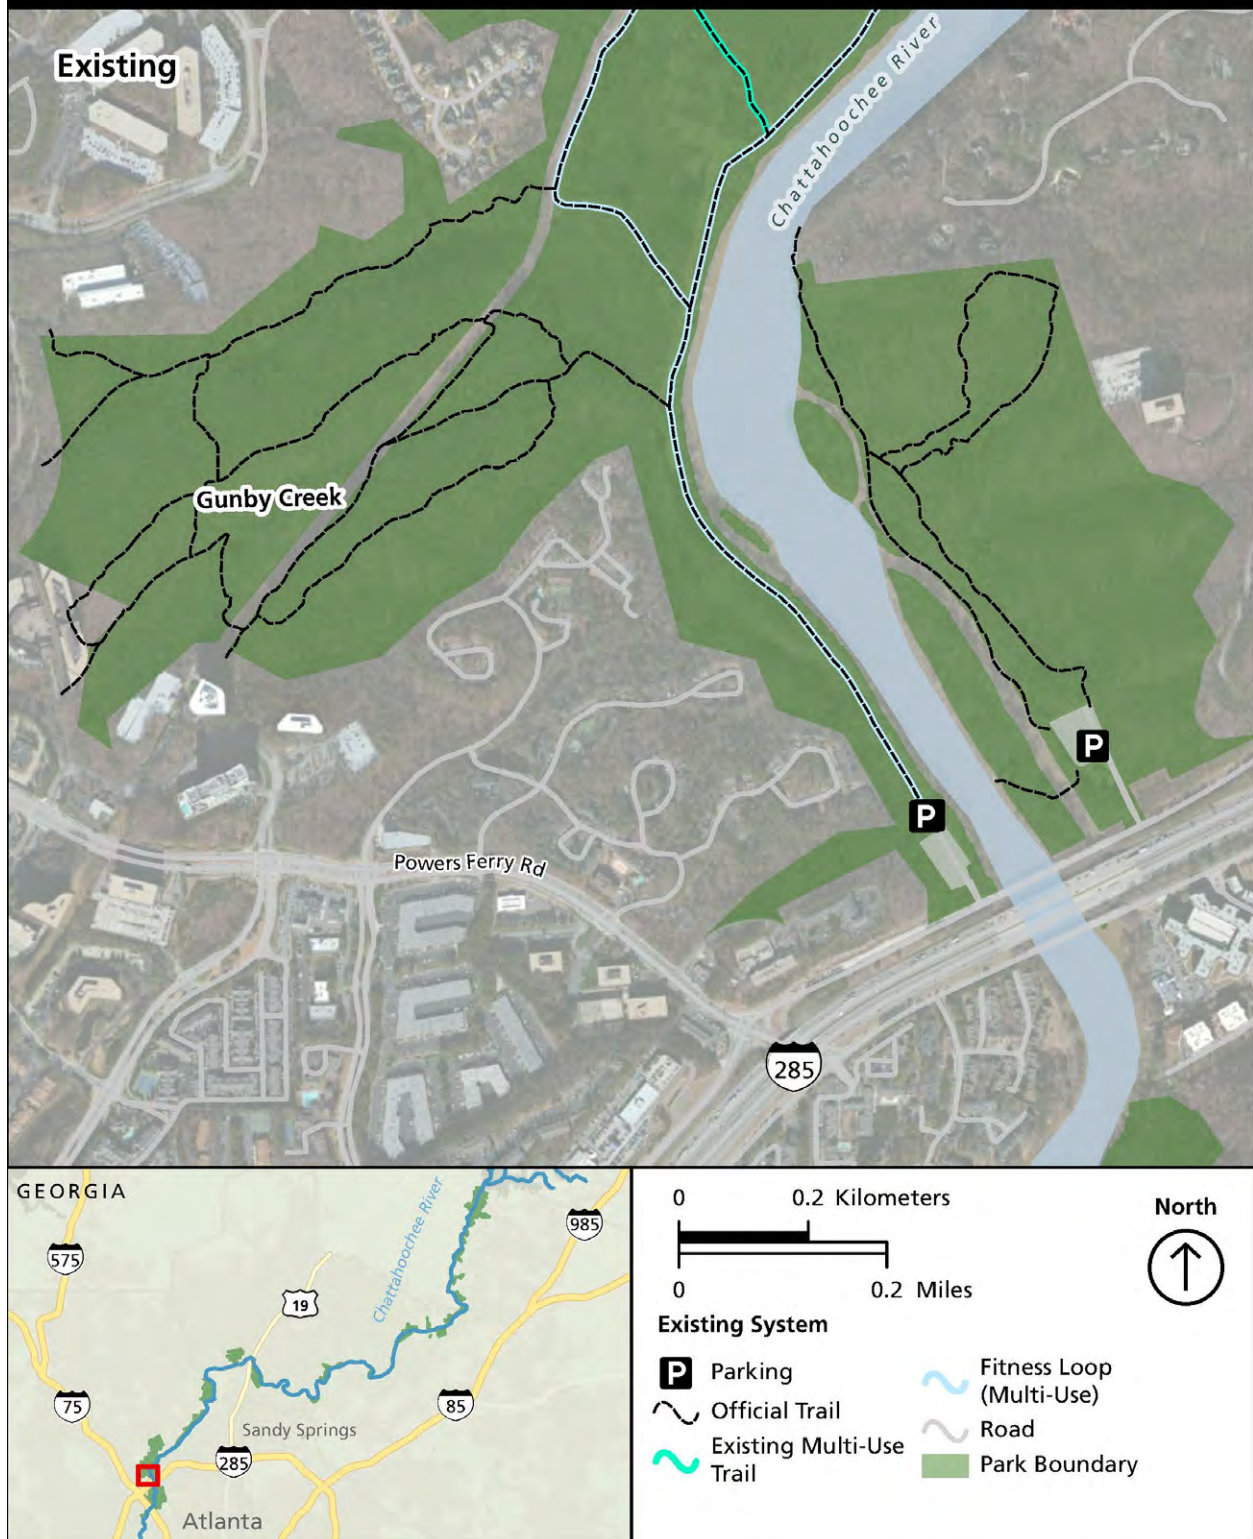 Existing
Chattahoochee River
Gunby Creek
P
P
Powers Ferry Rd
285
GEORGIA
575
985
19
Chattahoochee River
75
85
Sandy Springs
285
Atlanta
0 0.2 Kilometers
0 0.2 Miles
North
Existing System
P Parking
Official Trail
Existing Multi-Use
Trail
Fitness Loop
(Multi-Use)
Road
Park Boundary